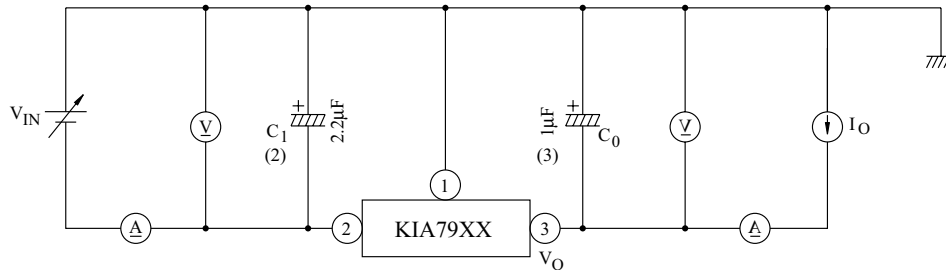 V_IN
V
+
C_1
(2)
2.2μF
1
+
1μF
(3)
C_0
V
I_O
A
2
KIA79XX
3
V_O
A